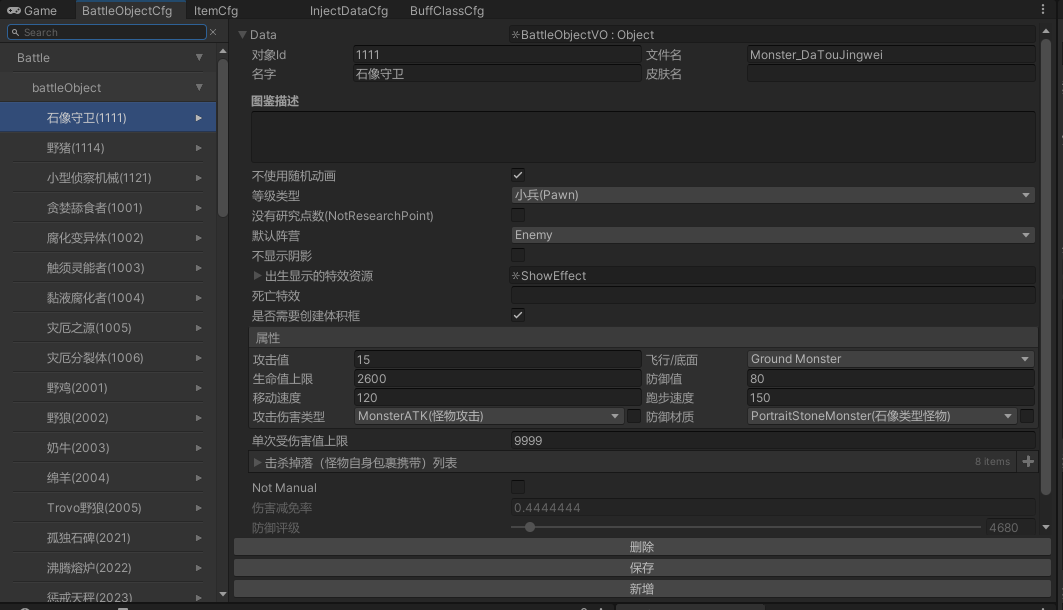 Game BattleObjectCfg ItemCfg InjectDataCfg BuffClassCfg
Search
Battle
battleObject
石像守卫(1111)
野猪(1114)
小型侦察机械(1121)
贪婪舔食者(1001)
腐化变异体(1002)
触须灵能者(1003)
黏液腐化者(1004)
灾厄之源(1005)
灾厄分裂体(1006)
野鸡(2001)
野狼(2002)
奶牛(2003)
绵羊(2004)
Trovo野狼(2005)
孤独石碑(2021)
沸腾熔炉(2022)
惩戒天秤(2023)
Data BattleObjectVO : Object
对象Id 1111 文件名 Monster_DaTouJingwei
名字 石像守卫 皮肤名
图鉴描述
不使用随机动画
等级类型 小兵(Pawn)
没有研究点数(NotResearchPoint)
默认阵营 Enemy
不显示阴影
出生显示的特效资源 ShowEffect
死亡特效
是否需要创建体积框
属性
攻击值 15 飞行/底面 Ground Monster
生命值上限 2600 防御值 80
移动速度 120 跑步速度 150
攻击伤害类型 MonsterATK(怪物攻击) 防御材质 PortraitStoneMonster(石像类型怪物)
单次受伤害值上限 9999
击杀掉落（怪物自身包裹携带）列表 8 items
Not Manual
伤害减免率 0.4444444
防御评级 4680
删除
保存
新增